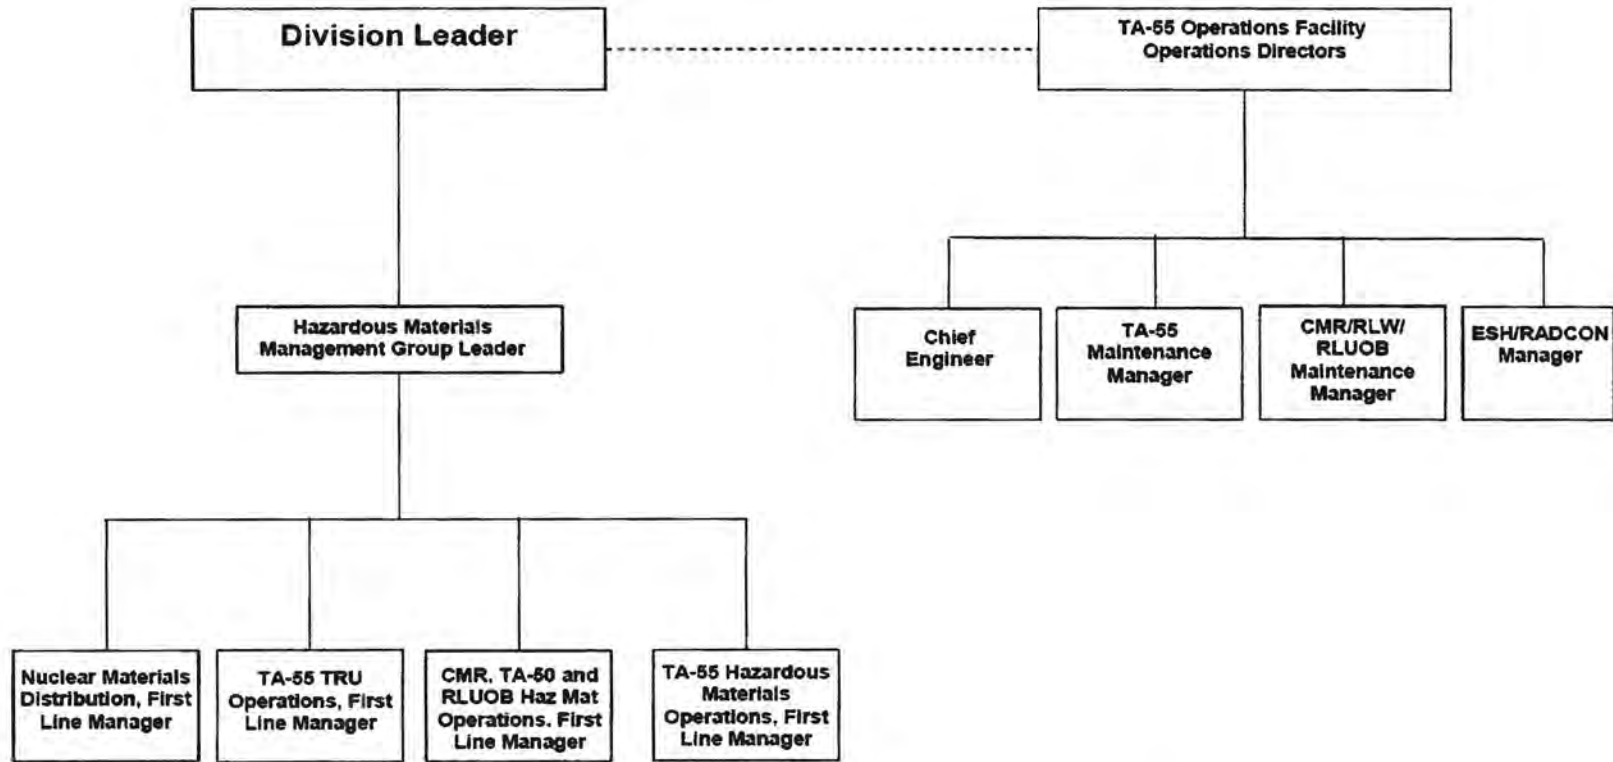 Division Leader
TA-55 Operations Facility
Operations Directors
Hazardous Materials
Management Group Leader
Chief
Engineer
TA-55
Maintenance
Manager
CMR/RLW/
RLUOB
Maintenance
Manager
ESH/RADCON
Manager
Nuclear Materials
Distribution, First
Line Manager
TA-55 TRU
Operations, First
Line Manager
CMR, TA-50 and
RLUOB Haz Mat
Operations. First
Line Manager
TA-55 Hazardous
Materials
Operations, First
Line Manager